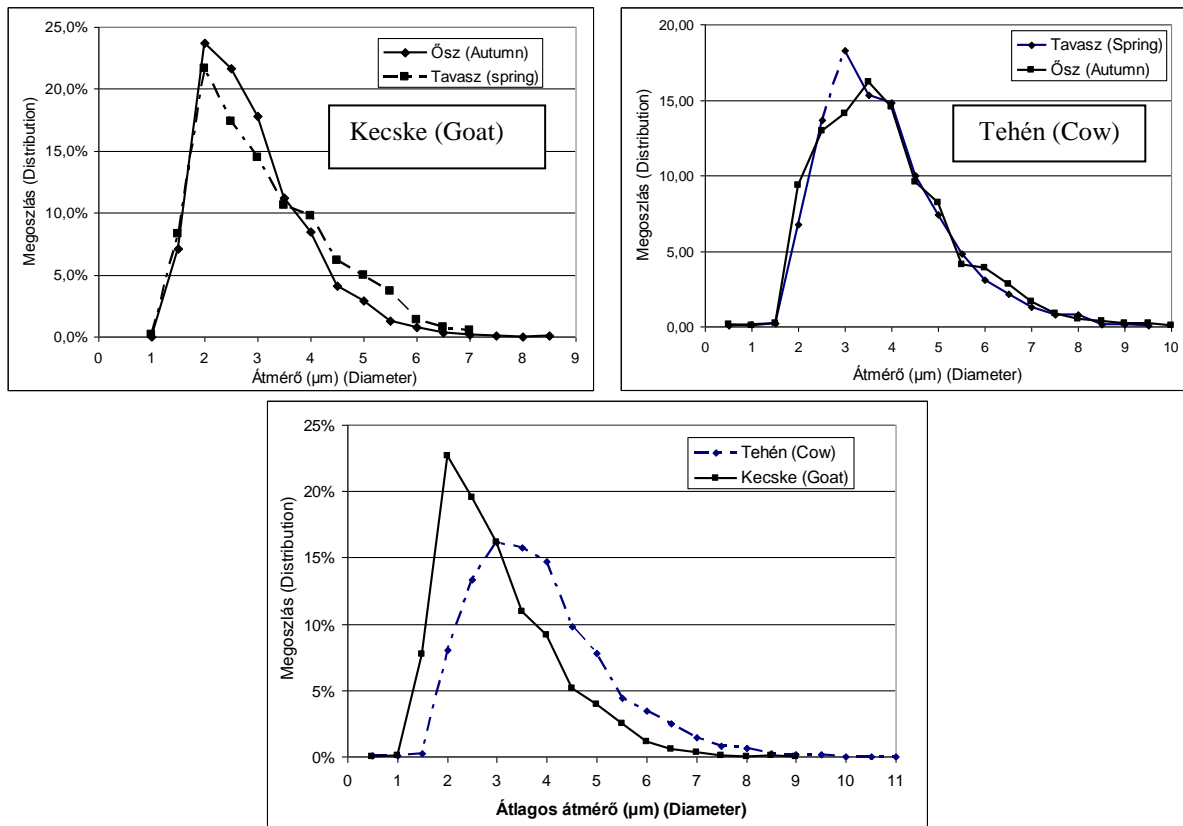 25,0%
20,0%
15,0%
10,0%
5,0%
0,0%
Megoszlás (Distribution)
Ősz (Autumn)
Tavasz (spring)
Kecske (Goat)
0 1 2 3 4 5 6 7 8 9
Átmérő (µm) (Diameter)
20,00
15,00
10,00
5,00
0,00
Megoszlás (Distribution)
Tavasz (Spring)
Ősz (Autumn)
Tehén (Cow)
0 1 2 3 4 5 6 7 8 9 10
Átmérő (µm) (Diameter)
25%
20%
15%
10%
5%
0%
Megoszlás (Distribution)
Tehén (Cow)
Kecske (Goat)
0 1 2 3 4 5 6 7 8 9 10 11
Átlagos átmérő (µm) (Diameter)